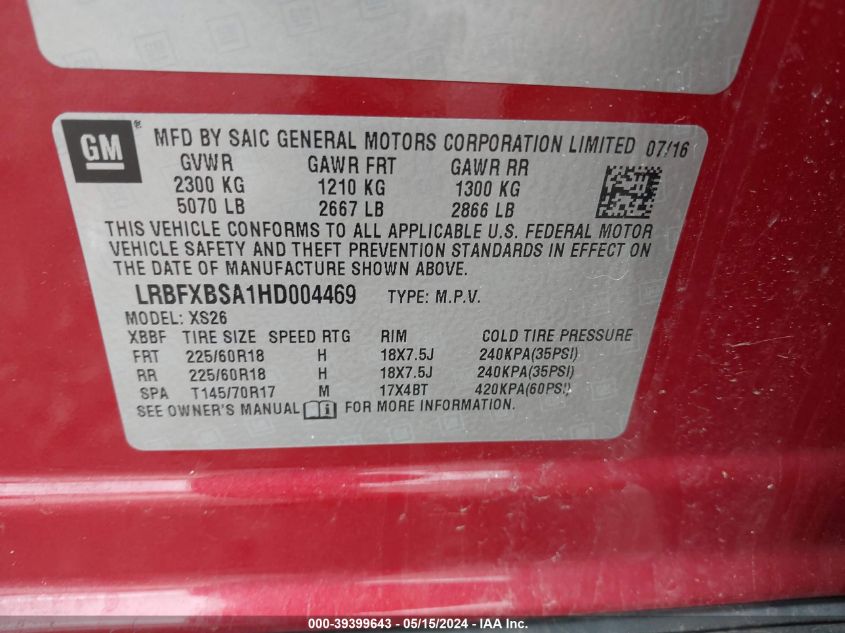 GM
MFD BY SAIC GENERAL MOTORS CORPORATION LIMITED 07/16
GVWR GAWR FRT GAWR RR
2300 KG 1210 KG 1300 KG
5070 LB 2667 LB 2866 LB
THIS VEHICLE CONFORMS TO ALL APPLICABLE U.S. FEDERAL MOTOR
VEHICLE SAFETY AND THEFT PREVENTION STANDARDS IN EFFECT ON
THE DATE OF MANUFACTURE SHOWN ABOVE.
LRBFXBSA1HD004469 TYPE: M.P.V.
MODEL: XS26
XBBF TIRE SIZE SPEED RTG RIM COLD TIRE PRESSURE
FRT 225/60R18 H 18X7.5J 240KPA(35PSI)
RR 225/60R18 H 18X7.5J 240KPA(35PSI)
SPA T145/70R17 M 17X4BT 420KPA(60PSI)
SEE OWNER'S MANUAL FOR MORE INFORMATION.
000-39399643 - 05/15/2024 - IAA Inc.